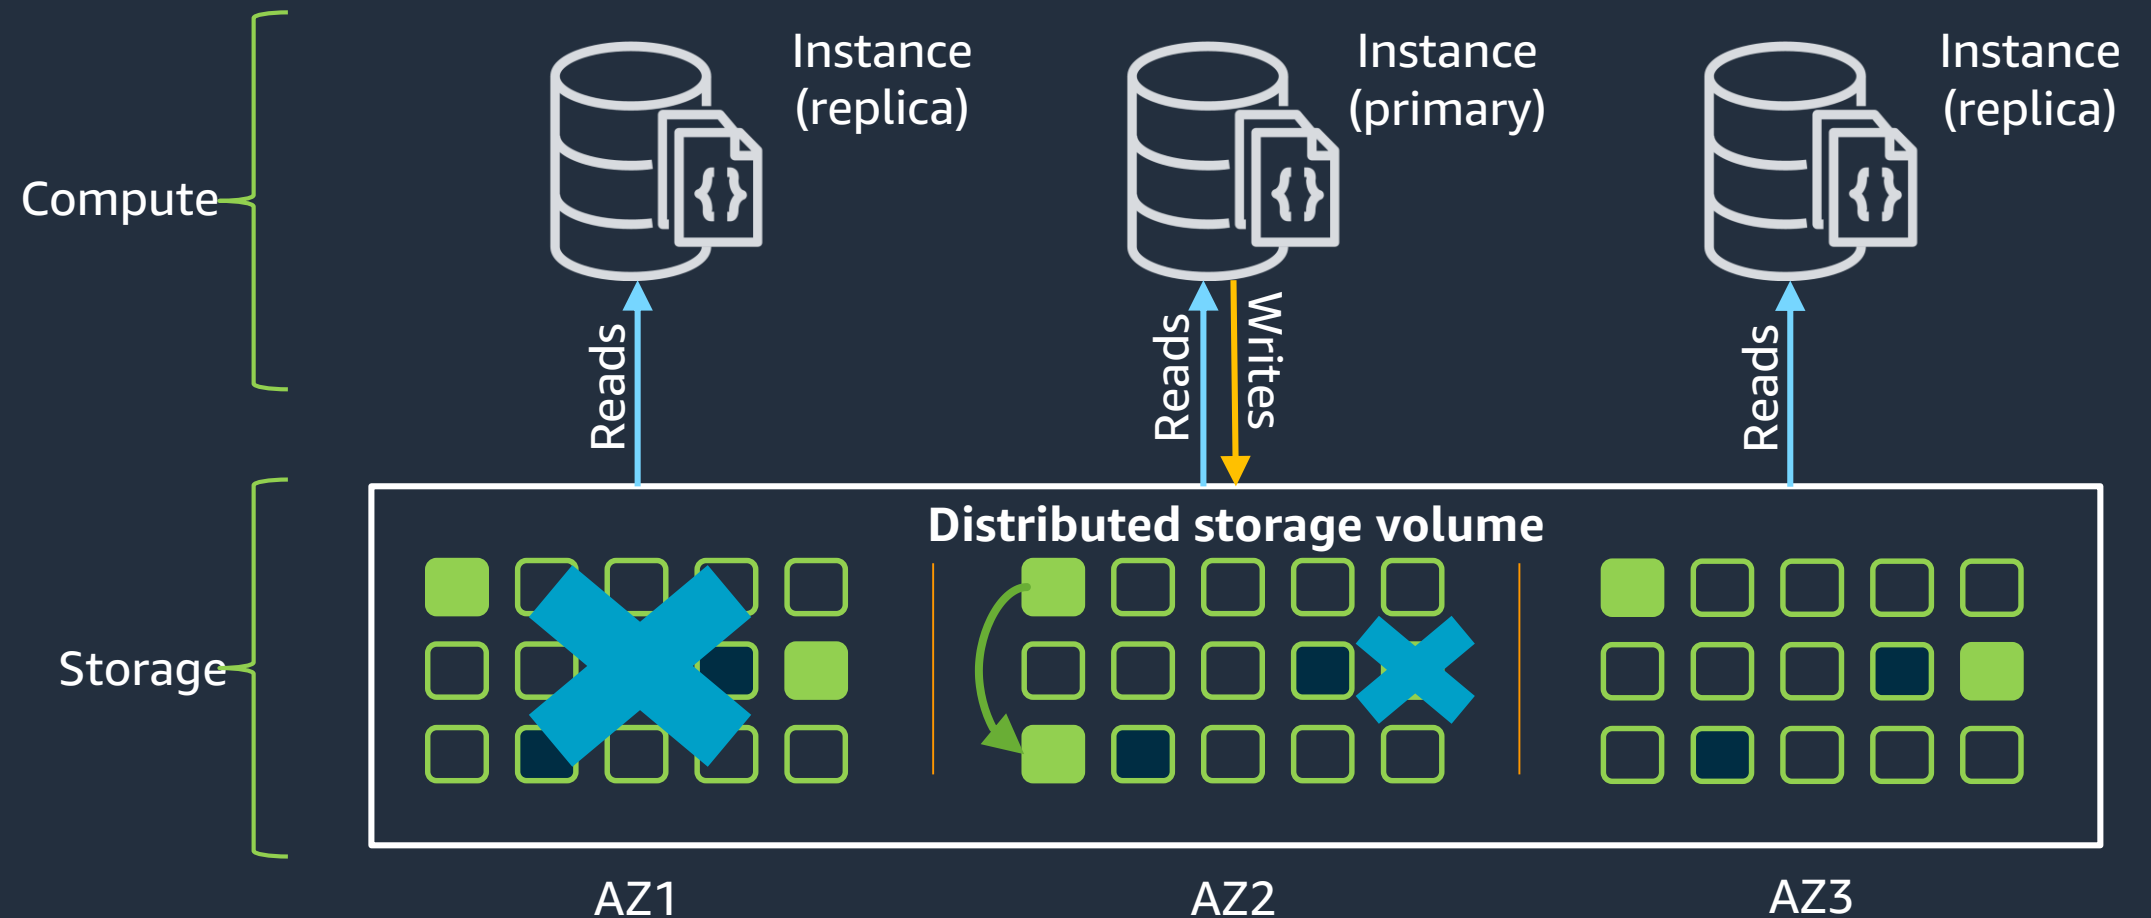 Compute
Instance
(replica)
Instance
(primary)
Instance
(replica)
{}
{}
{}
Reads
Reads
Writes
Reads
Storage
Distributed storage volume
AZ1
AZ2
AZ3